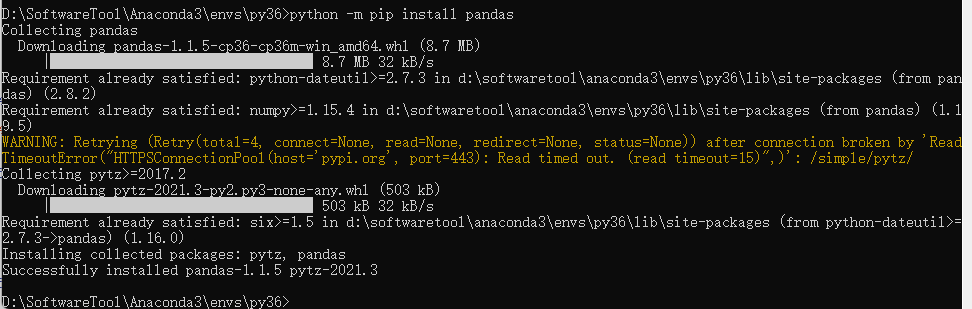 D:\SoftwareTool\Anaconda3\envs\py36>python -m pip install pandas
Collecting pandas
  Downloading pandas-1.1.5-cp36-cp36m-win_amd64.whl (8.7 MB)
     |████████████████████████████████| 8.7 MB 32 kB/s
Requirement already satisfied: python-dateutil>=2.7.3 in d:\softwaretool\anaconda3\envs\py36\lib\site-packages (from pan
das) (2.8.2)
Requirement already satisfied: numpy>=1.15.4 in d:\softwaretool\anaconda3\envs\py36\lib\site-packages (from pandas) (1.1
9.5)
WARNING: Retrying (Retry(total=4, connect=None, read=None, redirect=None, status=None)) after connection broken by 'Read
TimeoutError("HTTPSConnectionPool(host='pypi.org', port=443): Read timed out. (read timeout=15)",)': /simple/pytz/
Collecting pytz>=2017.2
  Downloading pytz-2021.3-py2.py3-none-any.whl (503 kB)
     |████████████████████████████████| 503 kB 32 kB/s
Requirement already satisfied: six>=1.5 in d:\softwaretool\anaconda3\envs\py36\lib\site-packages (from python-dateutil>=
2.7.3->pandas) (1.16.0)
Installing collected packages: pytz, pandas
Successfully installed pandas-1.1.5 pytz-2021.3
D:\SoftwareTool\Anaconda3\envs\py36>